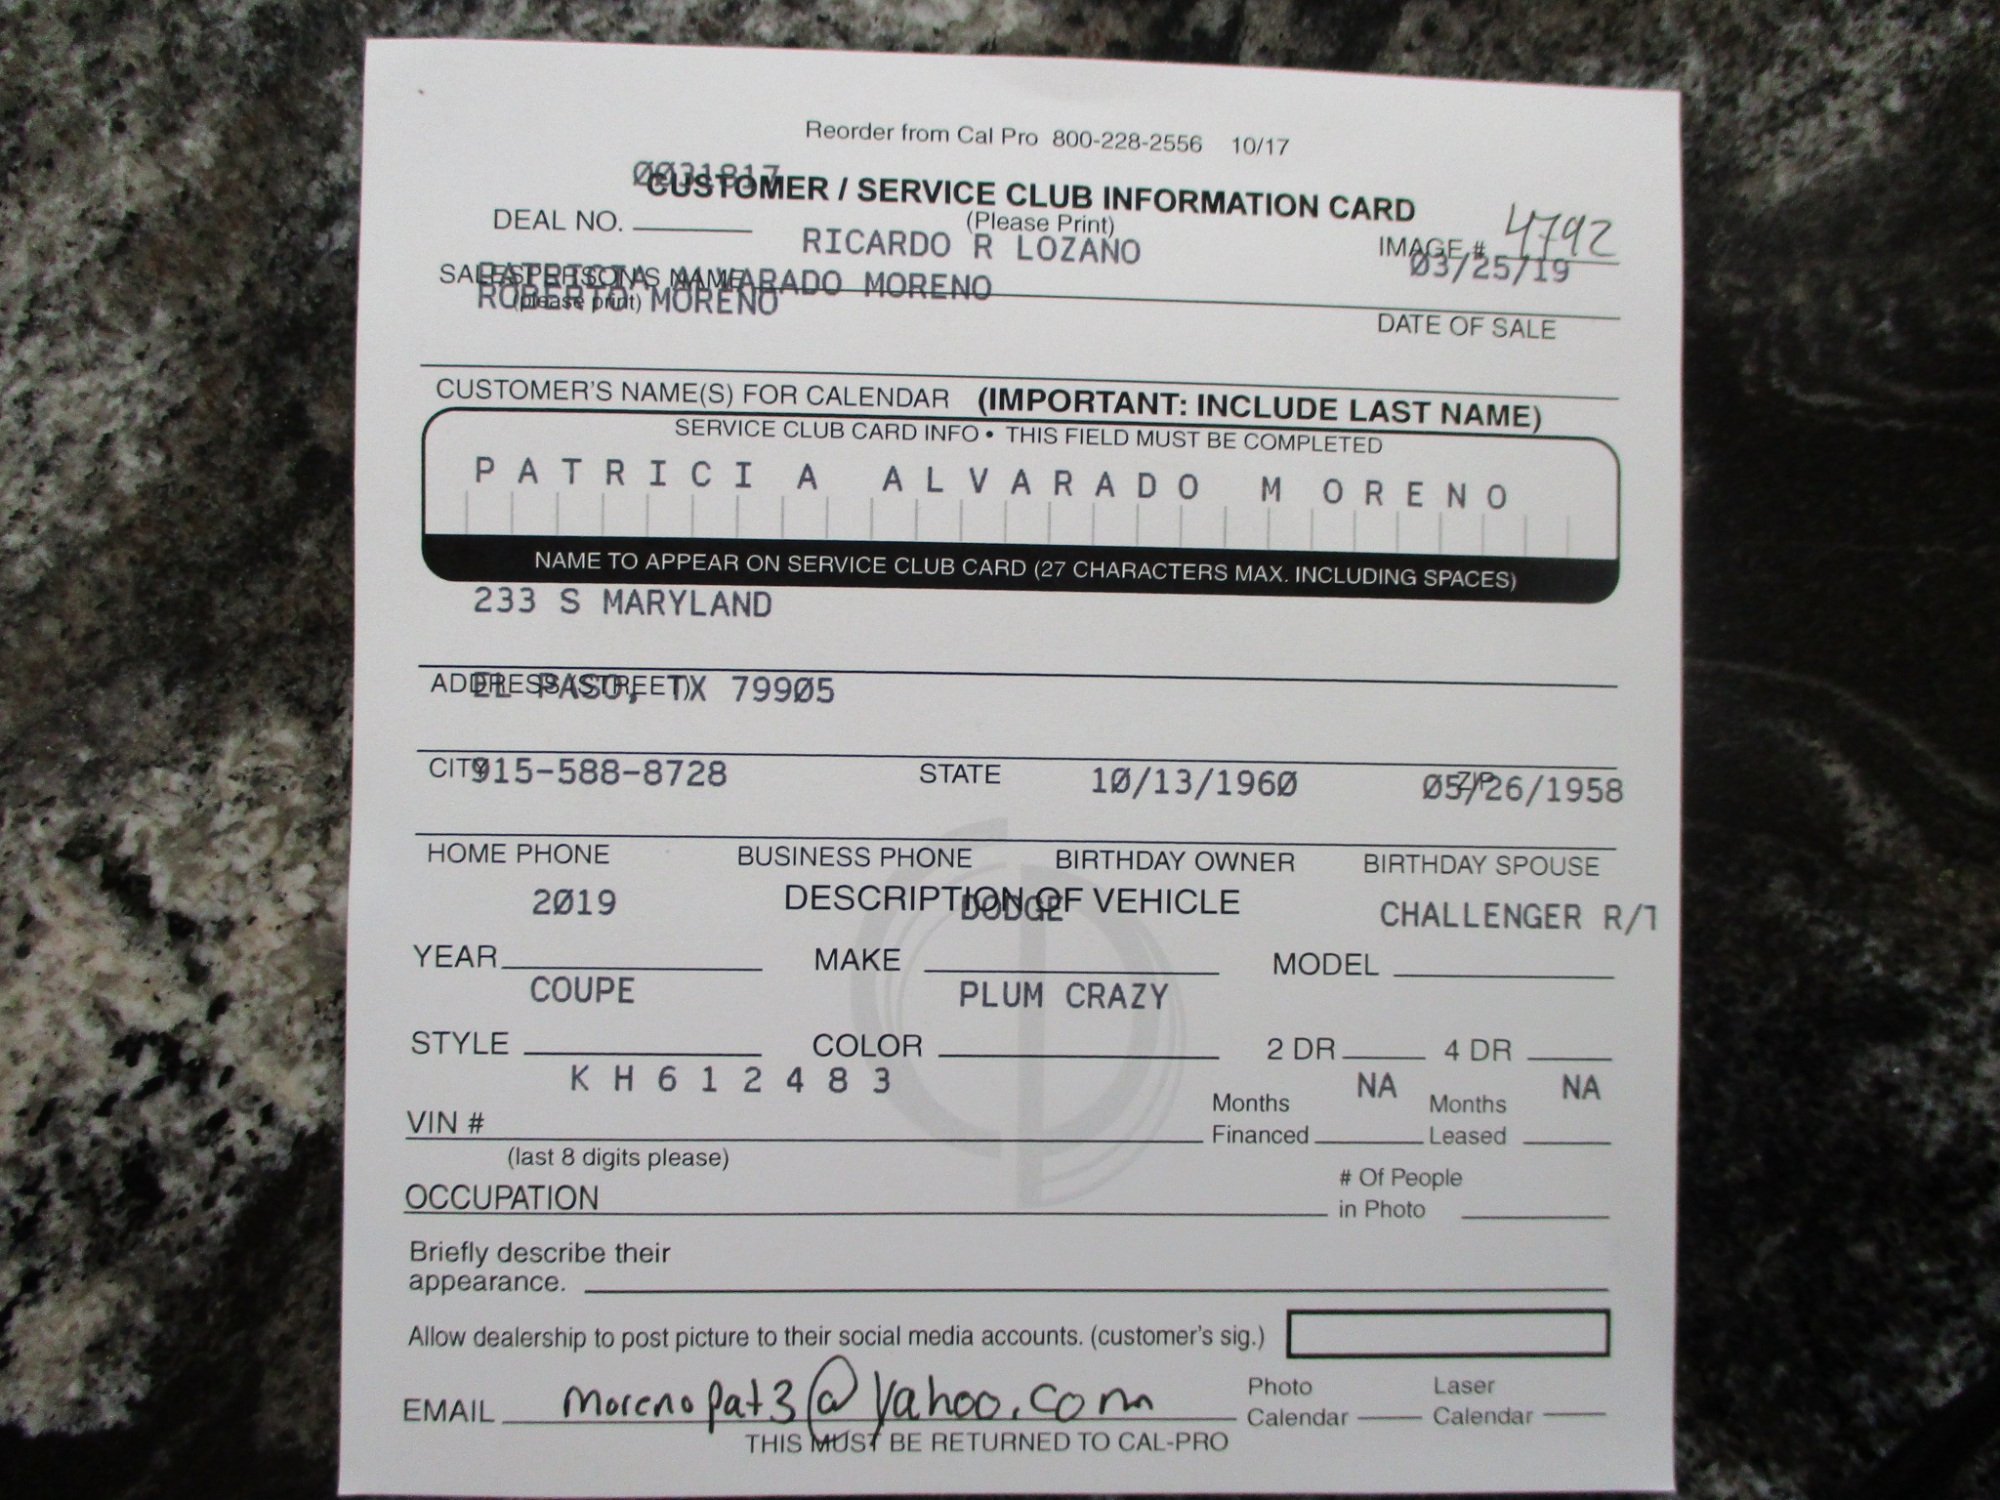 Reorder from Cal Pro 800-228-2556 10/17
0031817
CUSTOMER / SERVICE CLUB INFORMATION CARD
DEAL NO. (Please Print)
RICARDO R LOZANO
IMAGE # 4792
03/25/19
SALESPERSON'S NAME
PATRICIA ALVARADO MORENO
(please print)
ROBERTO MORENO
DATE OF SALE
CUSTOMER'S NAME(S) FOR CALENDAR (IMPORTANT: INCLUDE LAST NAME)
SERVICE CLUB CARD INFO • THIS FIELD MUST BE COMPLETED
PATRICIA ALVARADO MORENO
NAME TO APPEAR ON SERVICE CLUB CARD (27 CHARACTERS MAX. INCLUDING SPACES)
233 S MARYLAND
ADDRESS (STREET)
EL PASO, TX 79905
CITY STATE ZIP
915-588-8728 10/13/1960 05/26/1958
HOME PHONE BUSINESS PHONE BIRTHDAY OWNER BIRTHDAY SPOUSE
DESCRIPTION OF VEHICLE
2019 DODGE CHALLENGER R/T
YEAR MAKE MODEL
COUPE PLUM CRAZY
STYLE COLOR 2 DR 4 DR
KH612483 NA NA
VIN # Months Financed Months Leased
(last 8 digits please)
OCCUPATION # Of People in Photo
Briefly describe their
appearance.
Allow dealership to post picture to their social media accounts. (customer's sig.)
EMAIL morenopat3@yahoo.com Photo Calendar Laser Calendar
THIS MUST BE RETURNED TO CAL-PRO